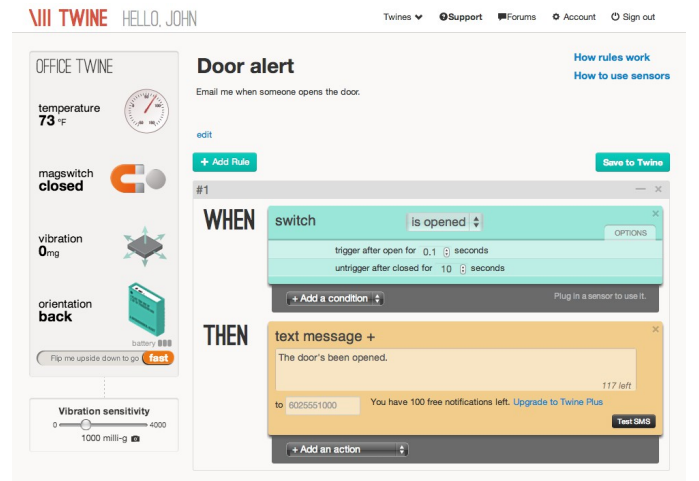 TWINE HELLO, JOHN
Twines Support Forums Account Sign out
OFFICE TWINE
temperature
73 °F
magswitch
closed
vibration
0mg
orientation
back
battery
Flip me upside down to go fast
Vibration sensitivity
0 4000
1000 milli-g
Door alert
Email me when someone opens the door.
edit
How rules work
How to use sensors
+ Add Rule
Save to Twine
#1
WHEN
switch is opened
OPTIONS
trigger after open for 0.1 seconds
untrigger after closed for 10 seconds
+ Add a condition
Plug in a sensor to use it.
THEN
text message +
The door's been opened.
117 left
to 6025551000 You have 100 free notifications left. Upgrade to Twine Plus
Test SMS
+ Add an action